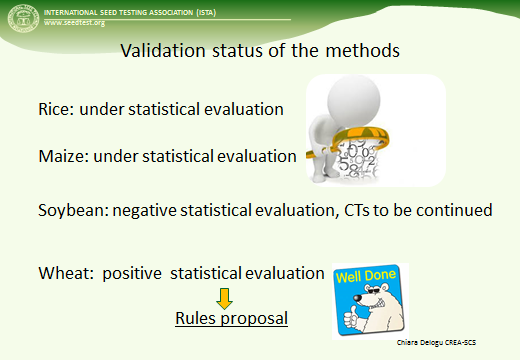 INTERNATIONAL SEED TESTING ASSOCIATION (ISTA)
www.seedtest.org
Validation status of the methods
Rice: under statistical evaluation
Maize: under statistical evaluation
Soybean: negative statistical evaluation, CTs to be continued
Wheat: positive statistical evaluation
Well Done
Rules proposal
Chiara Delogu CREA-SCS